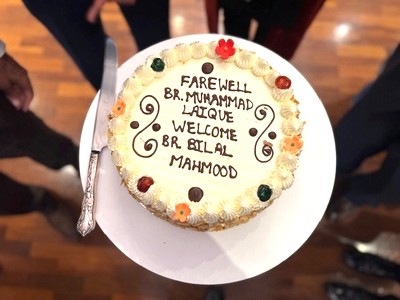 FAREWELL
BR. MUHAMMAD
LAIQUE
WELCOME
BR BILAL
MAHMOOD